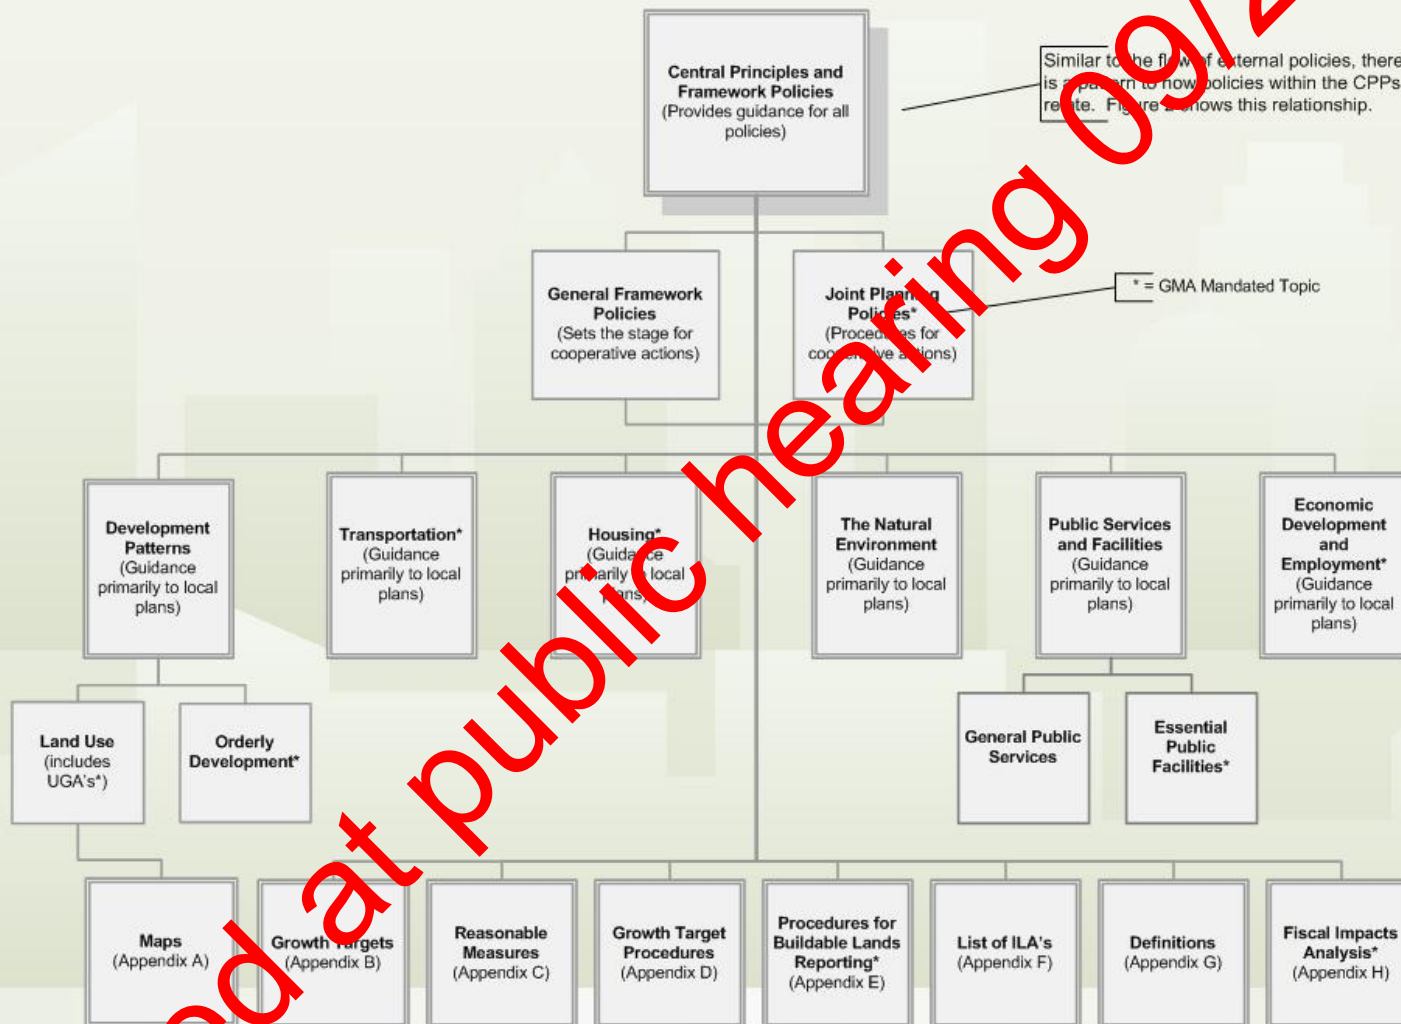 Central Principles and
Framework Policies
(Provides guidance for all
policies)
Similar to the flow of external policies, there
is a pattern to how policies within the CPPs
relate. Figure 2 shows this relationship.
General Framework
Policies
(Sets the stage for
cooperative actions)
Joint Planning
Policies*
(Procedures for
cooperative actions)
* = GMA Mandated Topic
Development
Patterns
(Guidance
primarily to local
plans)
Transportation*
(Guidance
primarily to local
plans)
Housing*
(Guidance
primarily to local
plans)
The Natural
Environment
(Guidance
primarily to local
plans)
Public Services
and Facilities
(Guidance
primarily to local
plans)
Economic
Development
and
Employment*
(Guidance
primarily to local
plans)
Land Use
(includes
UGA's*)
Orderly
Development*
General Public
Services
Essential
Public
Facilities*
Maps
(Appendix A)
Growth Targets
(Appendix B)
Reasonable
Measures
(Appendix C)
Growth Target
Procedures
(Appendix D)
Procedures for
Buildable Lands
Reporting*
(Appendix E)
List of ILA's
(Appendix F)
Definitions
(Appendix G)
Fiscal Impacts
Analysis*
(Appendix H)
ed at public hearing 09/2